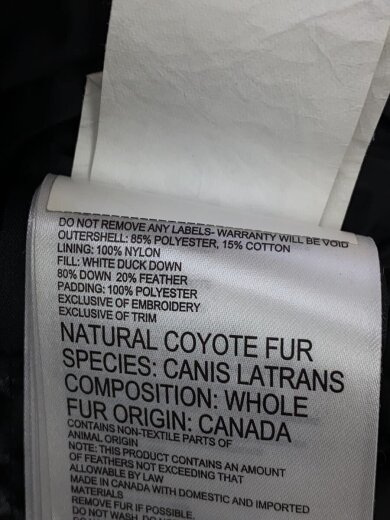 DO NOT REMOVE ANY LABELS- WARRANTY WILL BE VOID
OUTERSHELL: 85% POLYESTER, 15% COTTON
LINING: 100% NYLON
FILL: WHITE DUCK DOWN
80% DOWN 20% FEATHER
PADDING: 100% POLYESTER
EXCLUSIVE OF EMBROIDERY
EXCLUSIVE OF TRIM
NATURAL COYOTE FUR
SPECIES: CANIS LATRANS
COMPOSITION: WHOLE
FUR ORIGIN: CANADA
CONTAINS NON-TEXTILE PARTS OF
ANIMAL ORIGIN
NOTE: THIS PRODUCT CONTAINS AN AMOUNT
OF FEATHERS NOT EXCEEDING THAT
ALLOWABLE BY LAW
MADE IN CANADA WITH DOMESTIC AND IMPORTED
MATERIALS
REMOVE FUR IF POSSIBLE.
DO NOT WASH. DO NOT